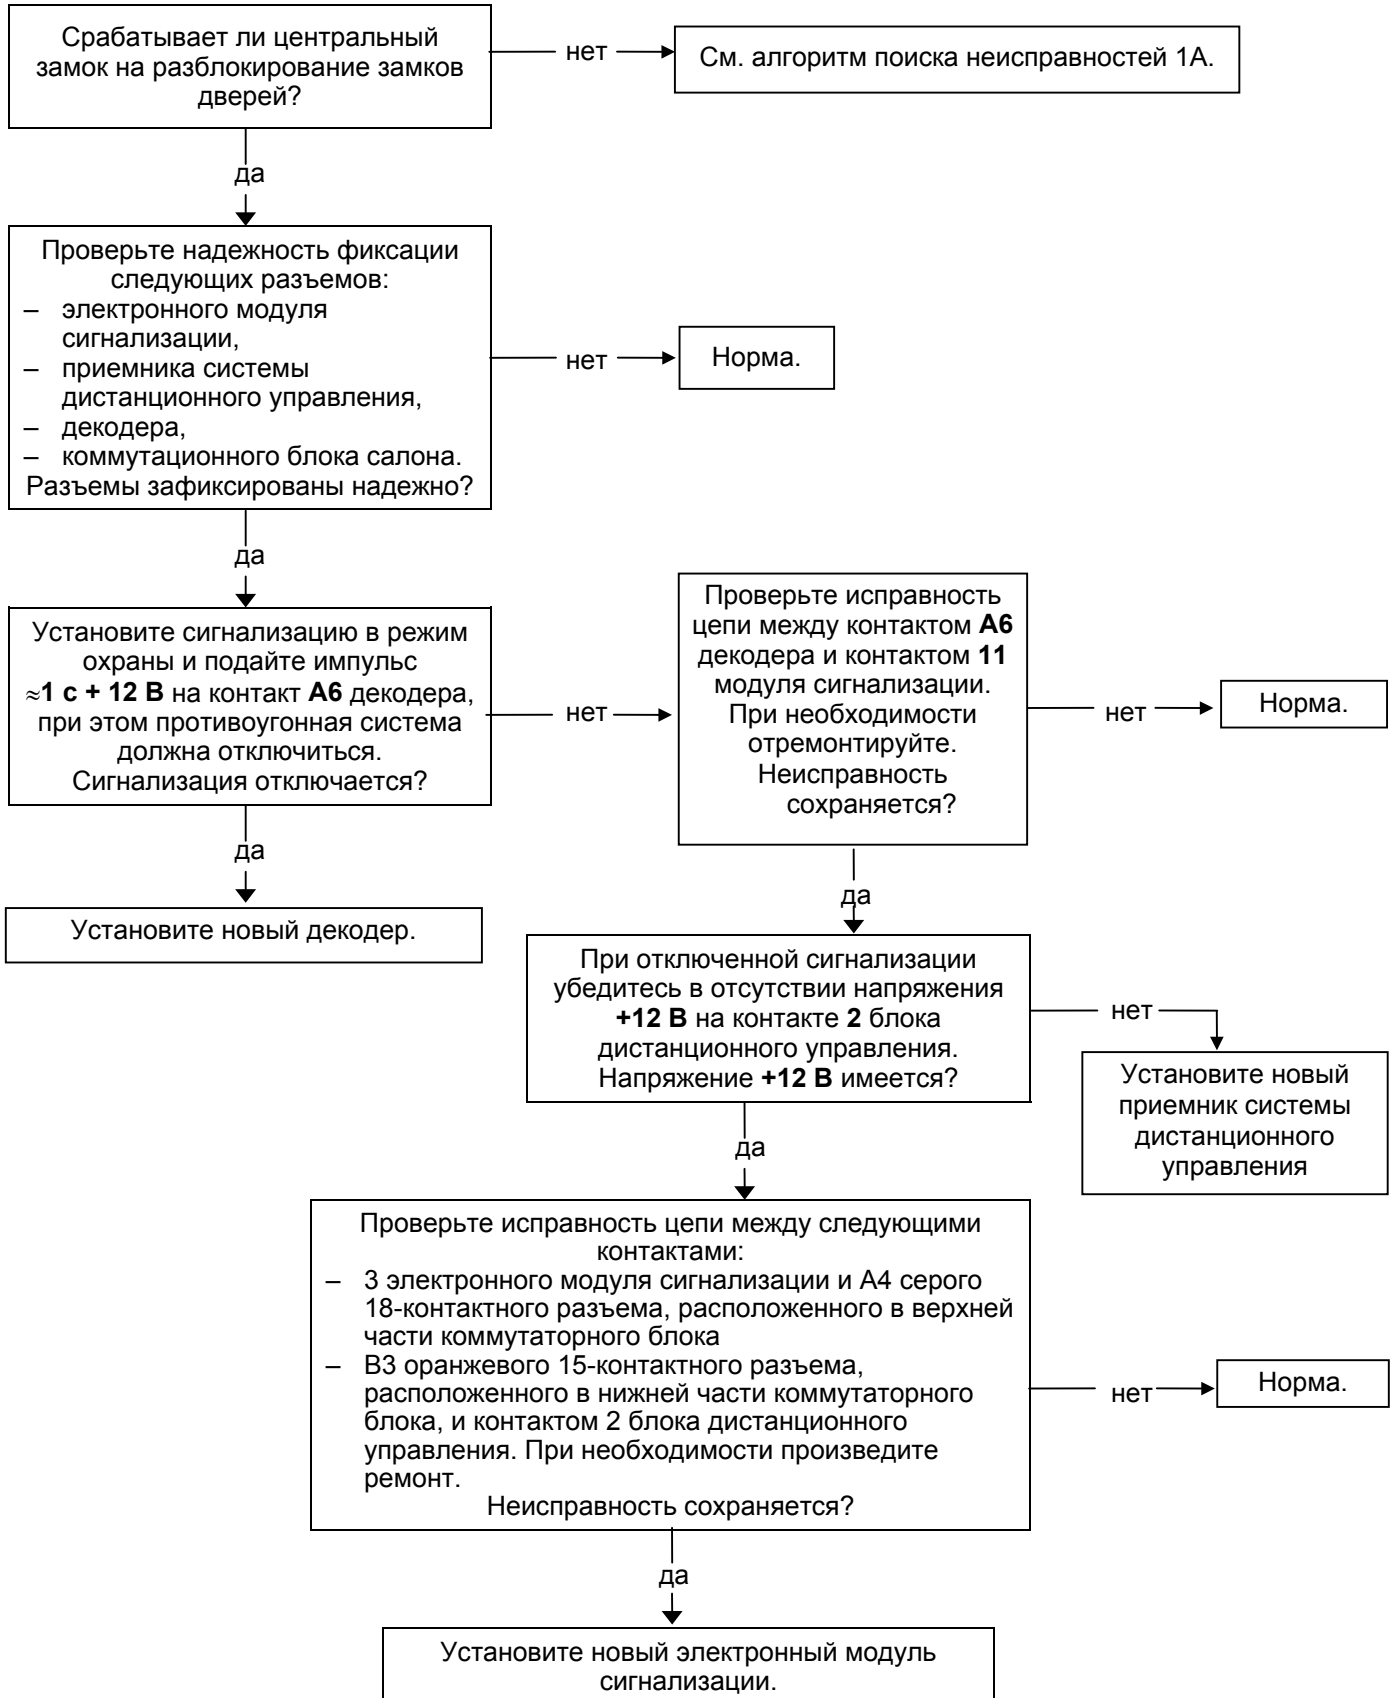 Срабатывает ли центральный
замок на разблокирование замков
дверей?
нет
См. алгоритм поиска неисправностей 1А.
да
Проверьте надежность фиксации
следующих разъемов:
– электронного модуля
сигнализации,
– приемника системы
дистанционного управления,
– декодера,
– коммутационного блока салона.
Разъемы зафиксированы надежно?
нет
Норма.
да
Установите сигнализацию в режим
охраны и подайте импульс
≈1 с + 12 В на контакт А6 декодера,
при этом противоугонная система
должна отключиться.
Сигнализация отключается?
нет
Проверьте исправность
цепи между контактом А6
декодера и контактом 11
модуля сигнализации.
При необходимости
отремонтируйте.
Неисправность
сохраняется?
нет
Норма.
да
Установите новый декодер.
да
При отключенной сигнализации
убедитесь в отсутствии напряжения
+12 В на контакте 2 блока
дистанционного управления.
Напряжение +12 В имеется?
нет
Установите новый
приемник системы
дистанционного
управления
да
Проверьте исправность цепи между следующими
контактами:
– 3 электронного модуля сигнализации и А4 серого
18-контактного разъема, расположенного в верхней
части коммутаторного блока
– В3 оранжевого 15-контактного разъема,
расположенного в нижней части коммутаторного
блока, и контактом 2 блока дистанционного
управления. При необходимости произведите
ремонт.
Неисправность сохраняется?
нет
Норма.
да
Установите новый электронный модуль
сигнализации.